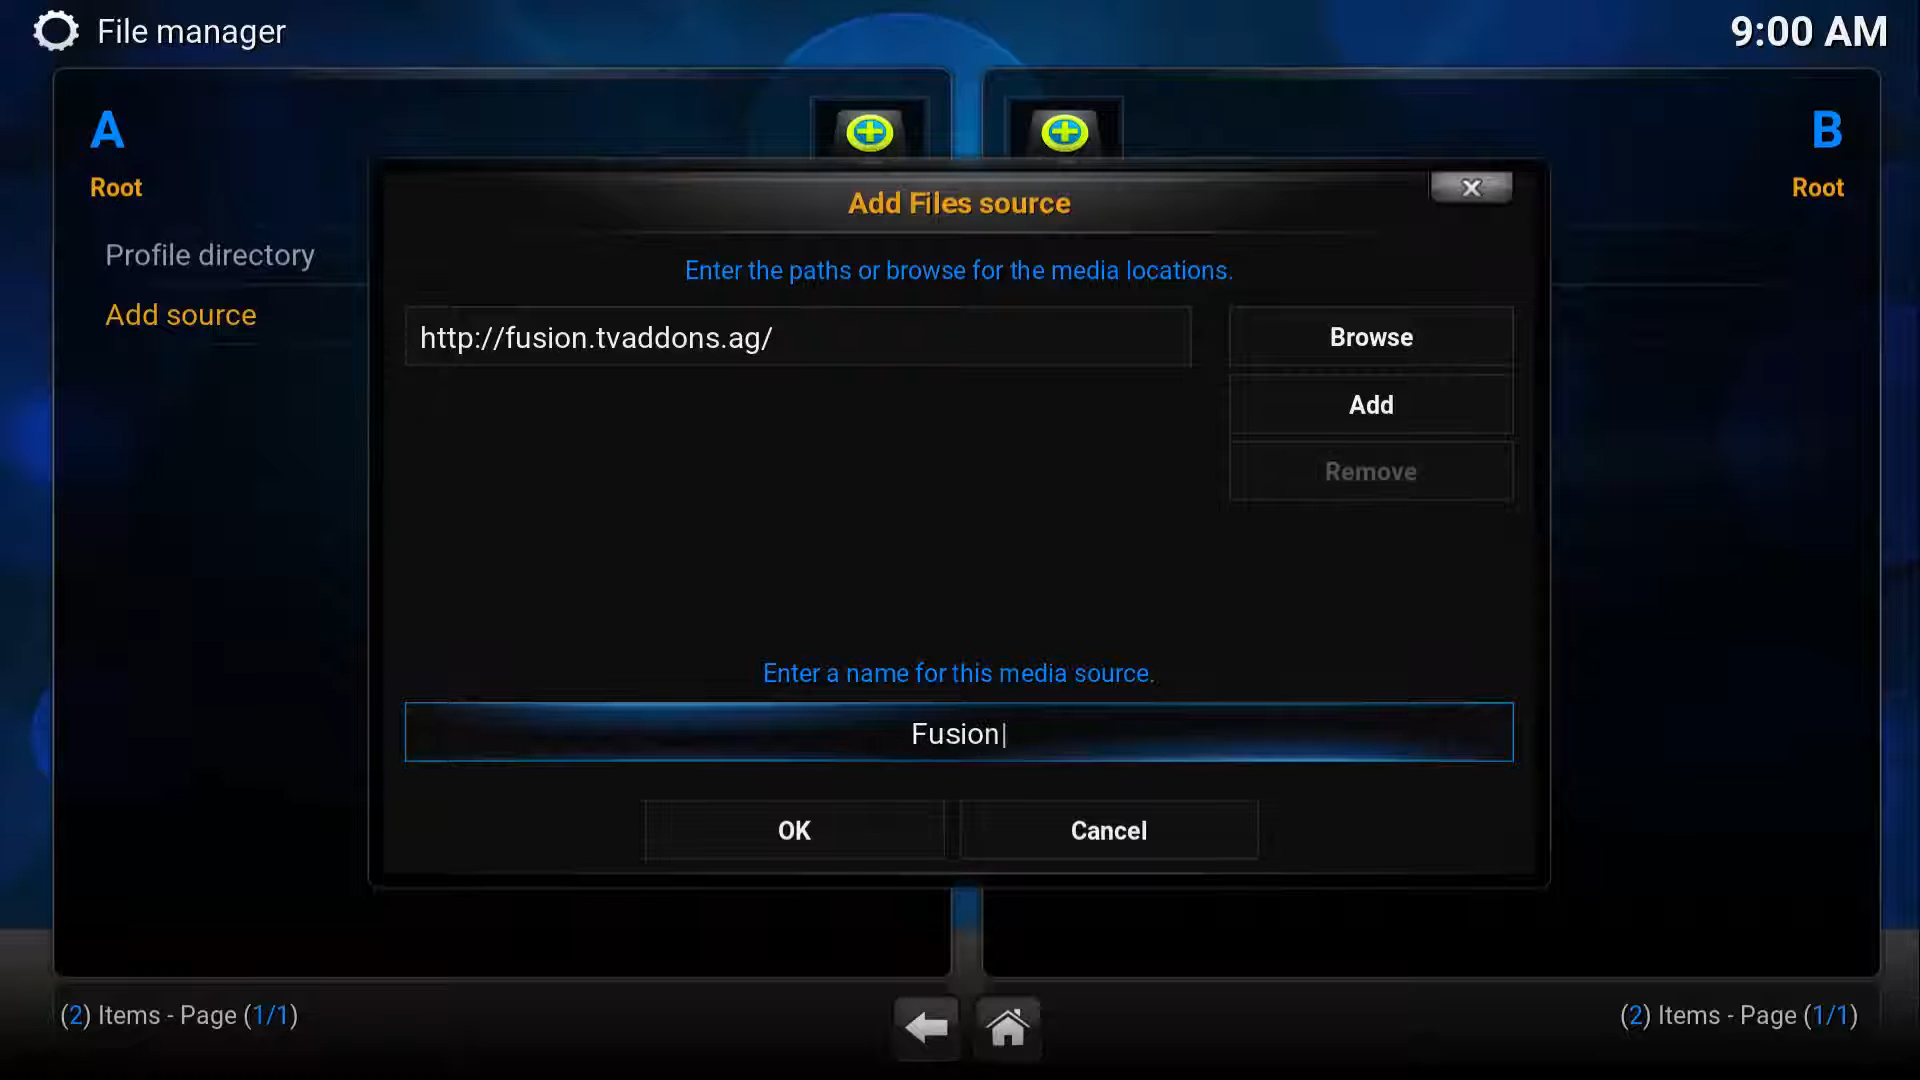 File manager
9:00 AM
A
B
Root
Root
Add Files source
x
Profile directory
Enter the paths or browse for the media locations.
Add source
http://fusion.tvaddons.ag/
Browse
Add
Remove
Enter a name for this media source.
Fusion
OK
Cancel
(2) Items - Page (1/1)
(2) Items - Page (1/1)